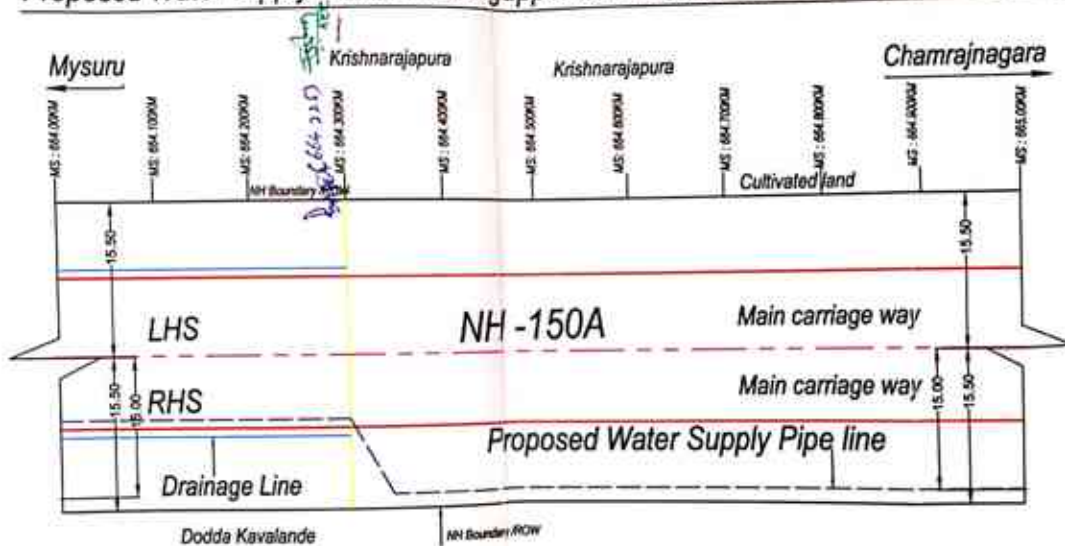 Proposed Water Supply
Krishnarajapura
Krishnarajapura
Mysuru
Chamrajnagara
MS : 664.00KM
MS : 664.100KM
MS : 664.200KM
MS : 664.300KM
MS : 664.400KM
MS : 664.500KM
MS : 664.600KM
MS : 664.700KM
MS : 664.800KM
MS : 664.900KM
MS : 665.00KM
NH Boundary /ROW
Cultivated land
15.50
15.50
LHS
NH -150A
Main carriage way
RHS
Main carriage way
15.50
15.00
15.00
15.50
Proposed Water Supply Pipe line
Drainage Line
Dodda Kavalande
NH Boundary /ROW